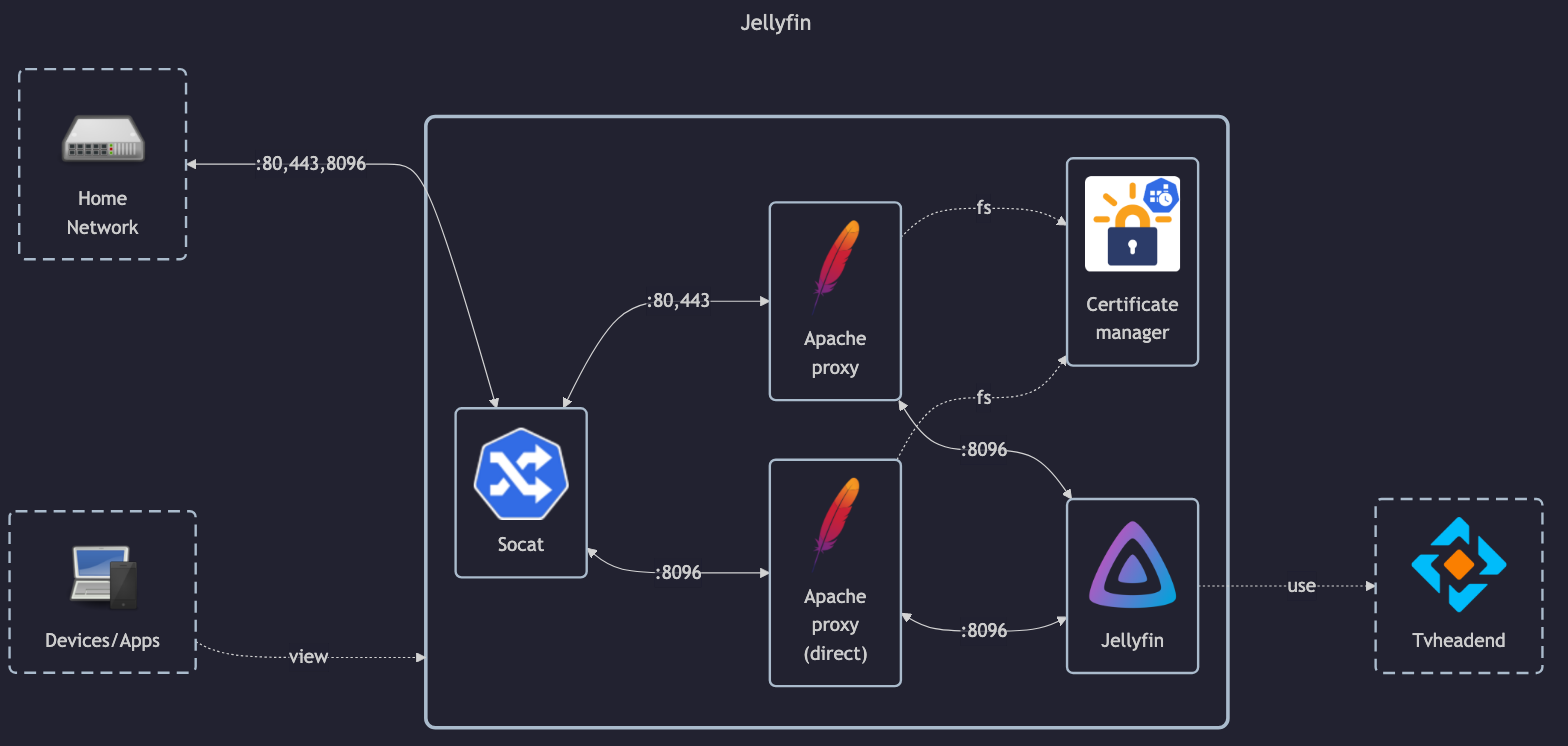 Jellyfin
Home
Network
:80,443,8096
:80,443
Apache
proxy
fs
Certificate
manager
fs
:8096
Socat
:8096
Apache
proxy
(direct)
:8096
Jellyfin
use
Tvheadend
Devices/Apps
view